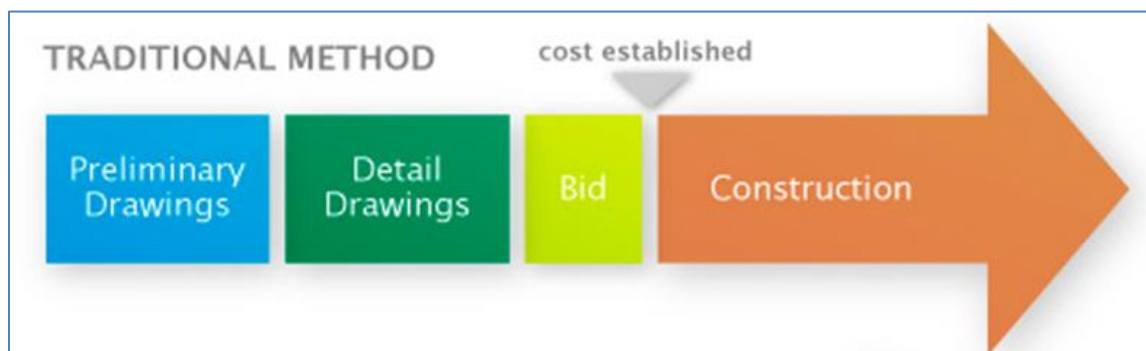 TRADITIONAL METHOD
cost established
Preliminary
Drawings
Detail
Drawings
Bid
Construction